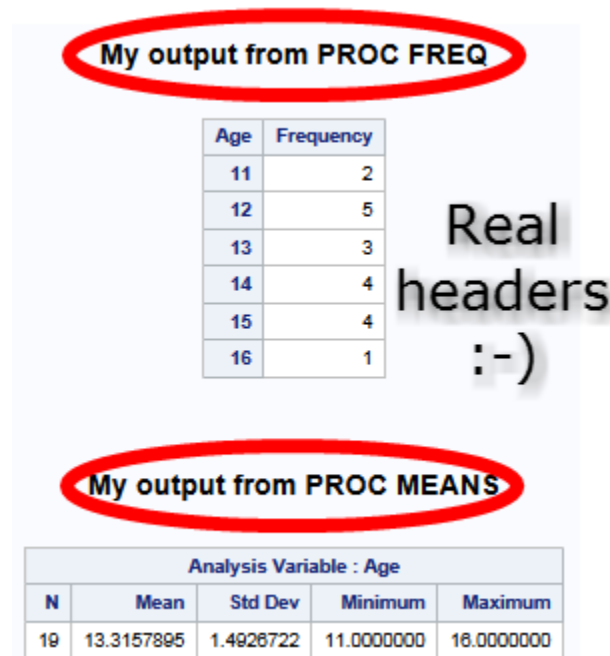 My output from PROC FREQ
Age Frequency
11 2
12 5
13 3
14 4
15 4
16 1
Real
headers
:-)
My output from PROC MEANS
Analysis Variable : Age
N Mean Std Dev Minimum Maximum
19 13.3157895 1.4926722 11.0000000 16.0000000